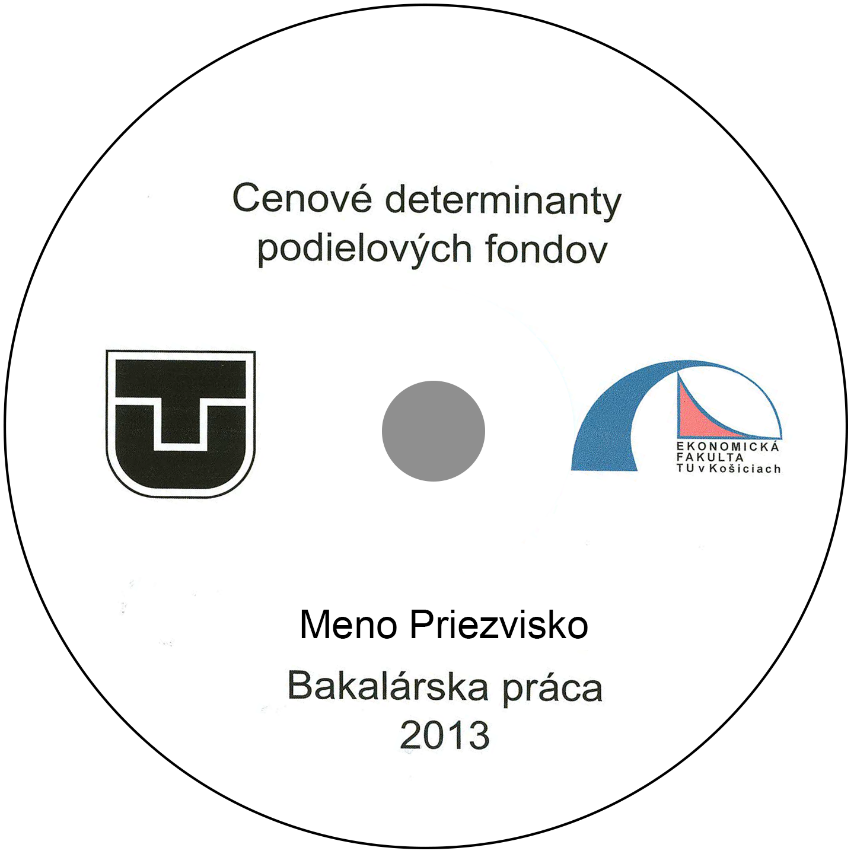 Cenové determinanty
podielových fondov
EKONOMICKÁ
FAKULTA
TU v Košiciach
Meno Priezvisko
Bakalárska práca
2013